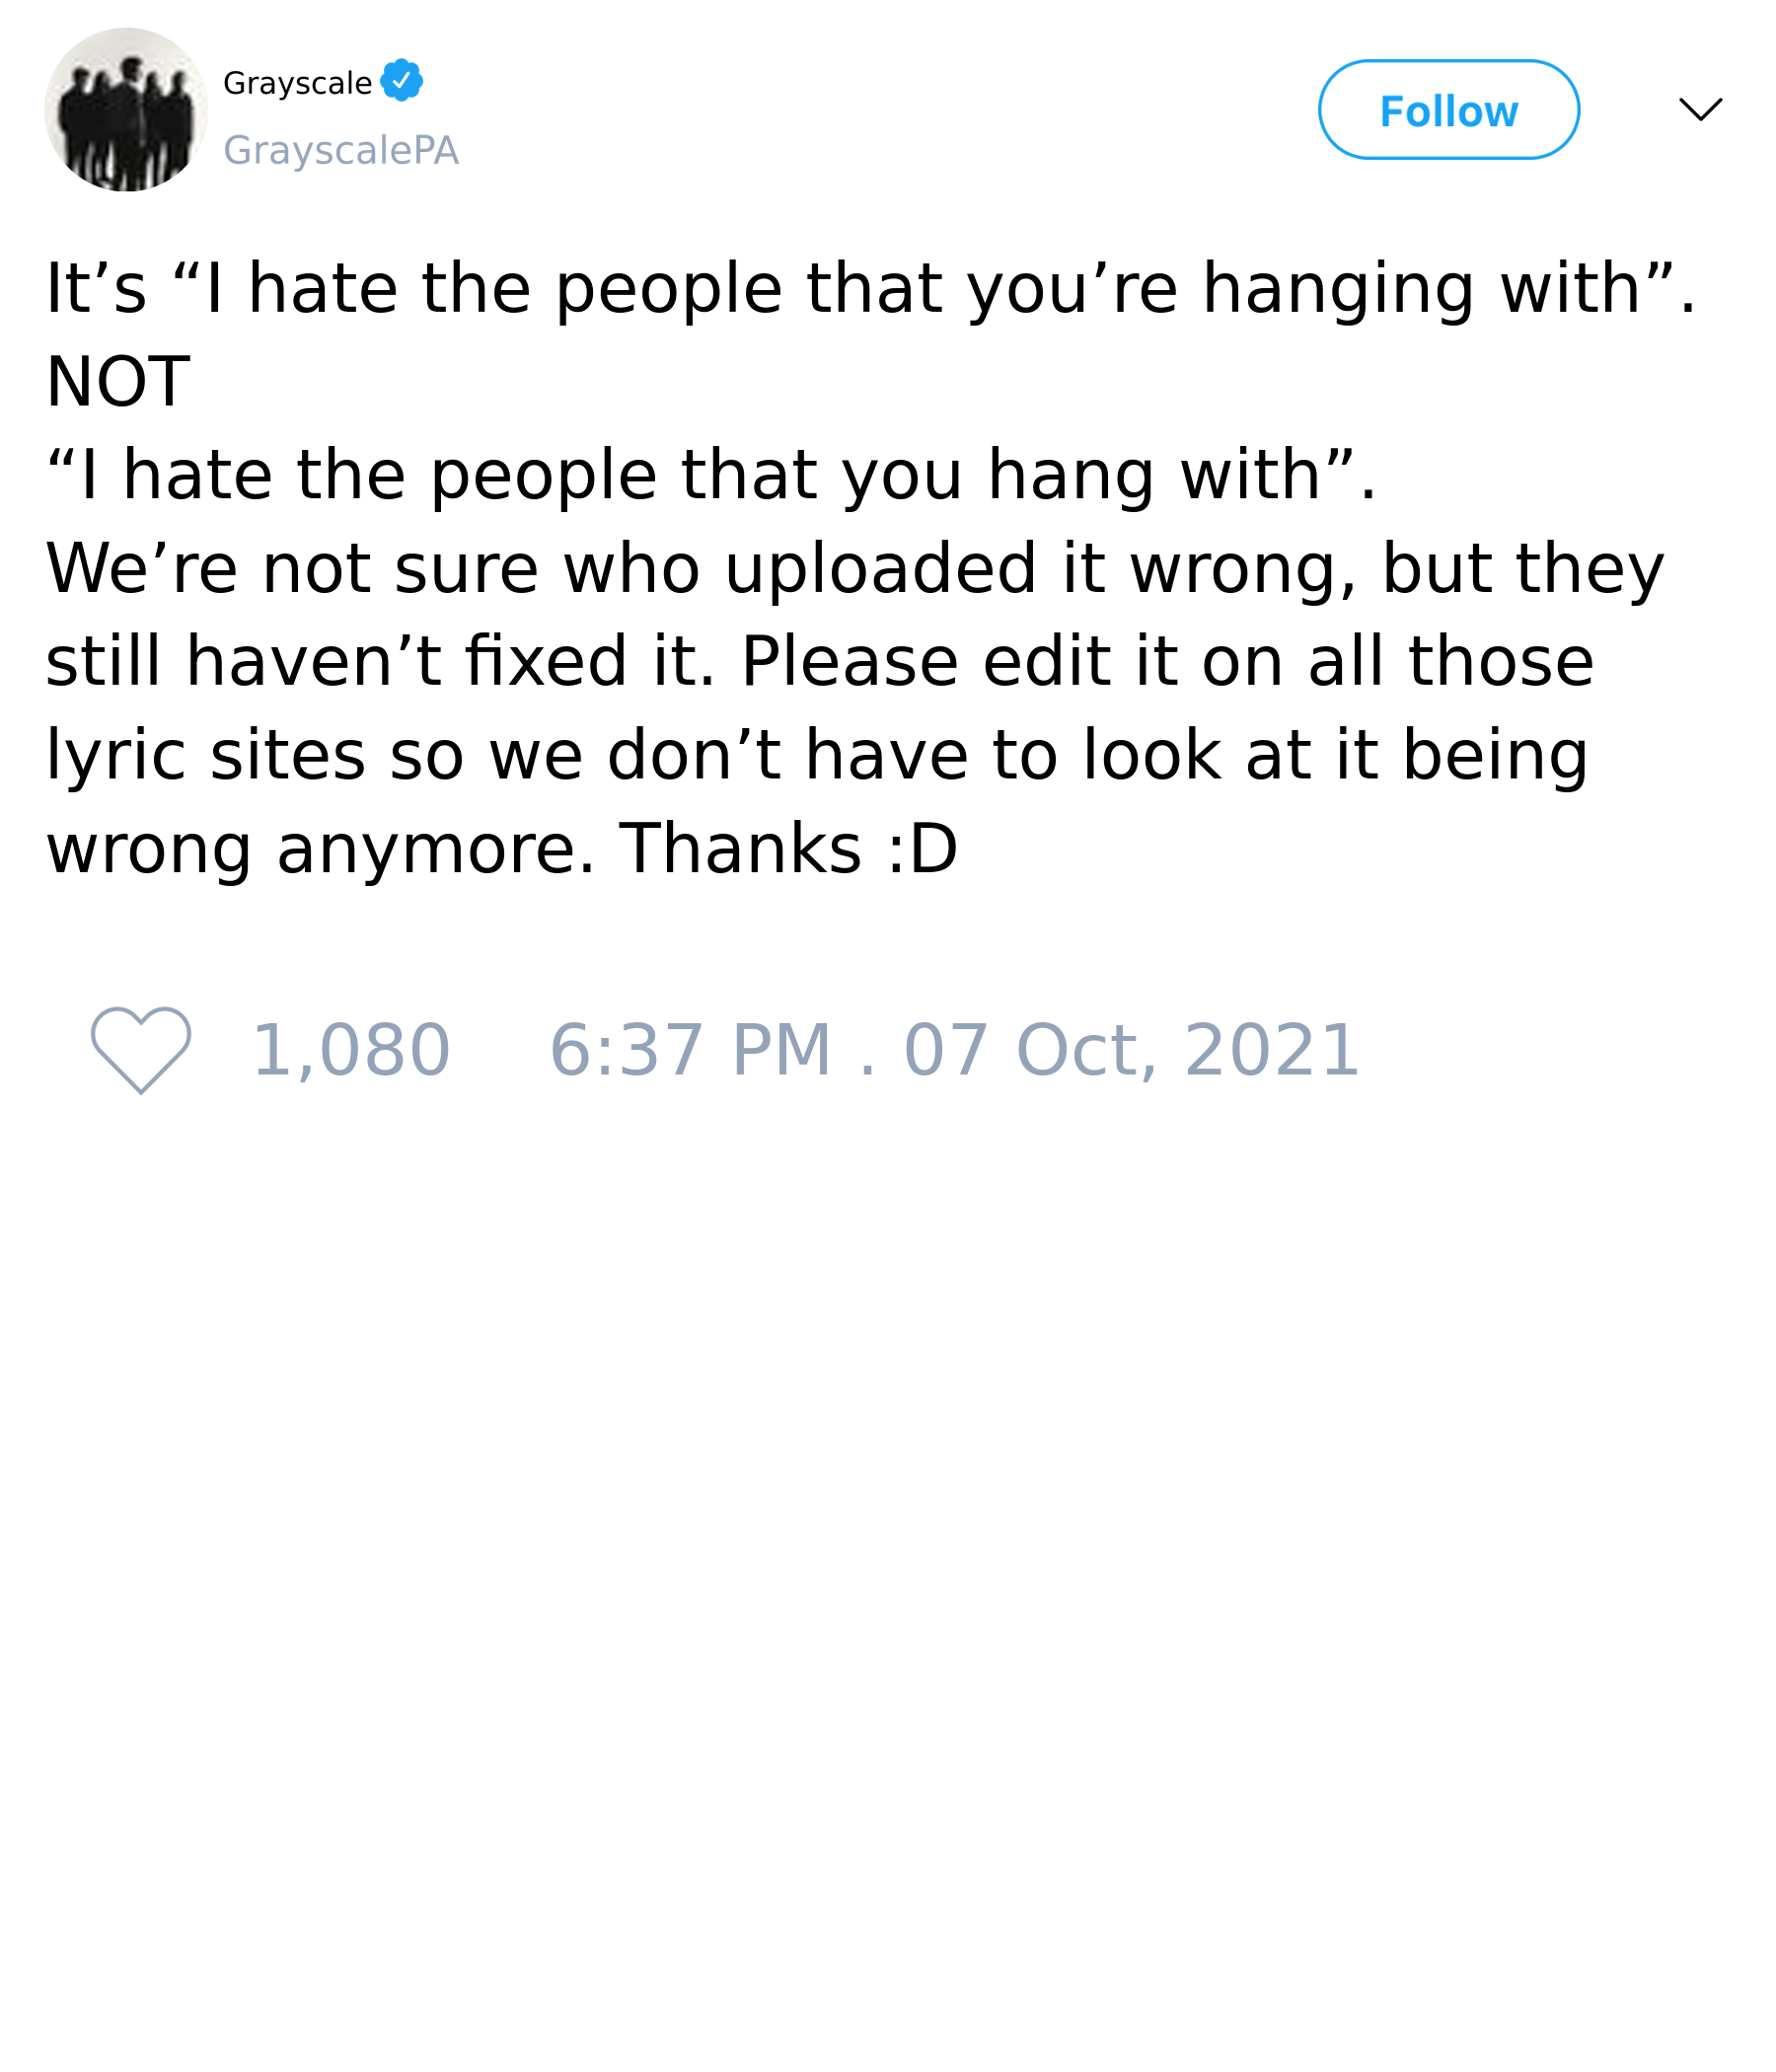 Grayscale
GrayscalePA
Follow
It’s “I hate the people that you’re hanging with”.
NOT
“I hate the people that you hang with”.
We’re not sure who uploaded it wrong, but they
still haven’t fixed it. Please edit it on all those
lyric sites so we don’t have to look at it being
wrong anymore. Thanks :D
1,080 6:37 PM . 07 Oct, 2021